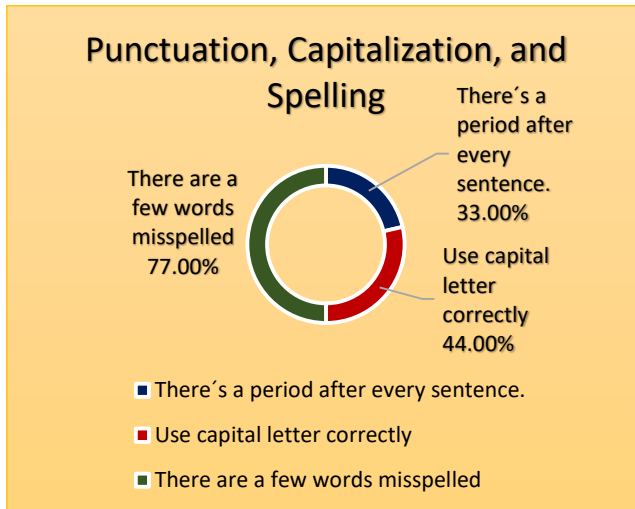 Punctuation, Capitalization, and
Spelling
There´s a
period after
every
sentence.
33.00%
There are a
few words
misspelled
77.00%
Use capital
letter
correctly
44.00%
There´s a period after every sentence.
Use capital letter correctly
There are a few words misspelled